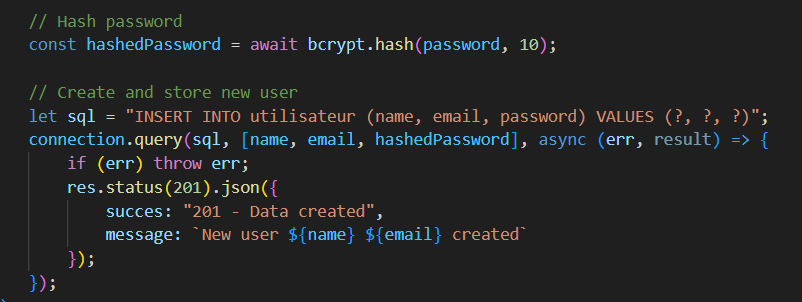 // Hash password
const hashedPassword = await bcrypt.hash(password, 10);
// Create and store new user
let sql = "INSERT INTO utilisateur (name, email, password) VALUES (?, ?, ?)";
connection.query(sql, [name, email, hashedPassword], async (err, result) => {
if (err) throw err;
res.status(201).json({
succes: "201 - Data created",
message: `New user ${name} ${email} created`
});
});